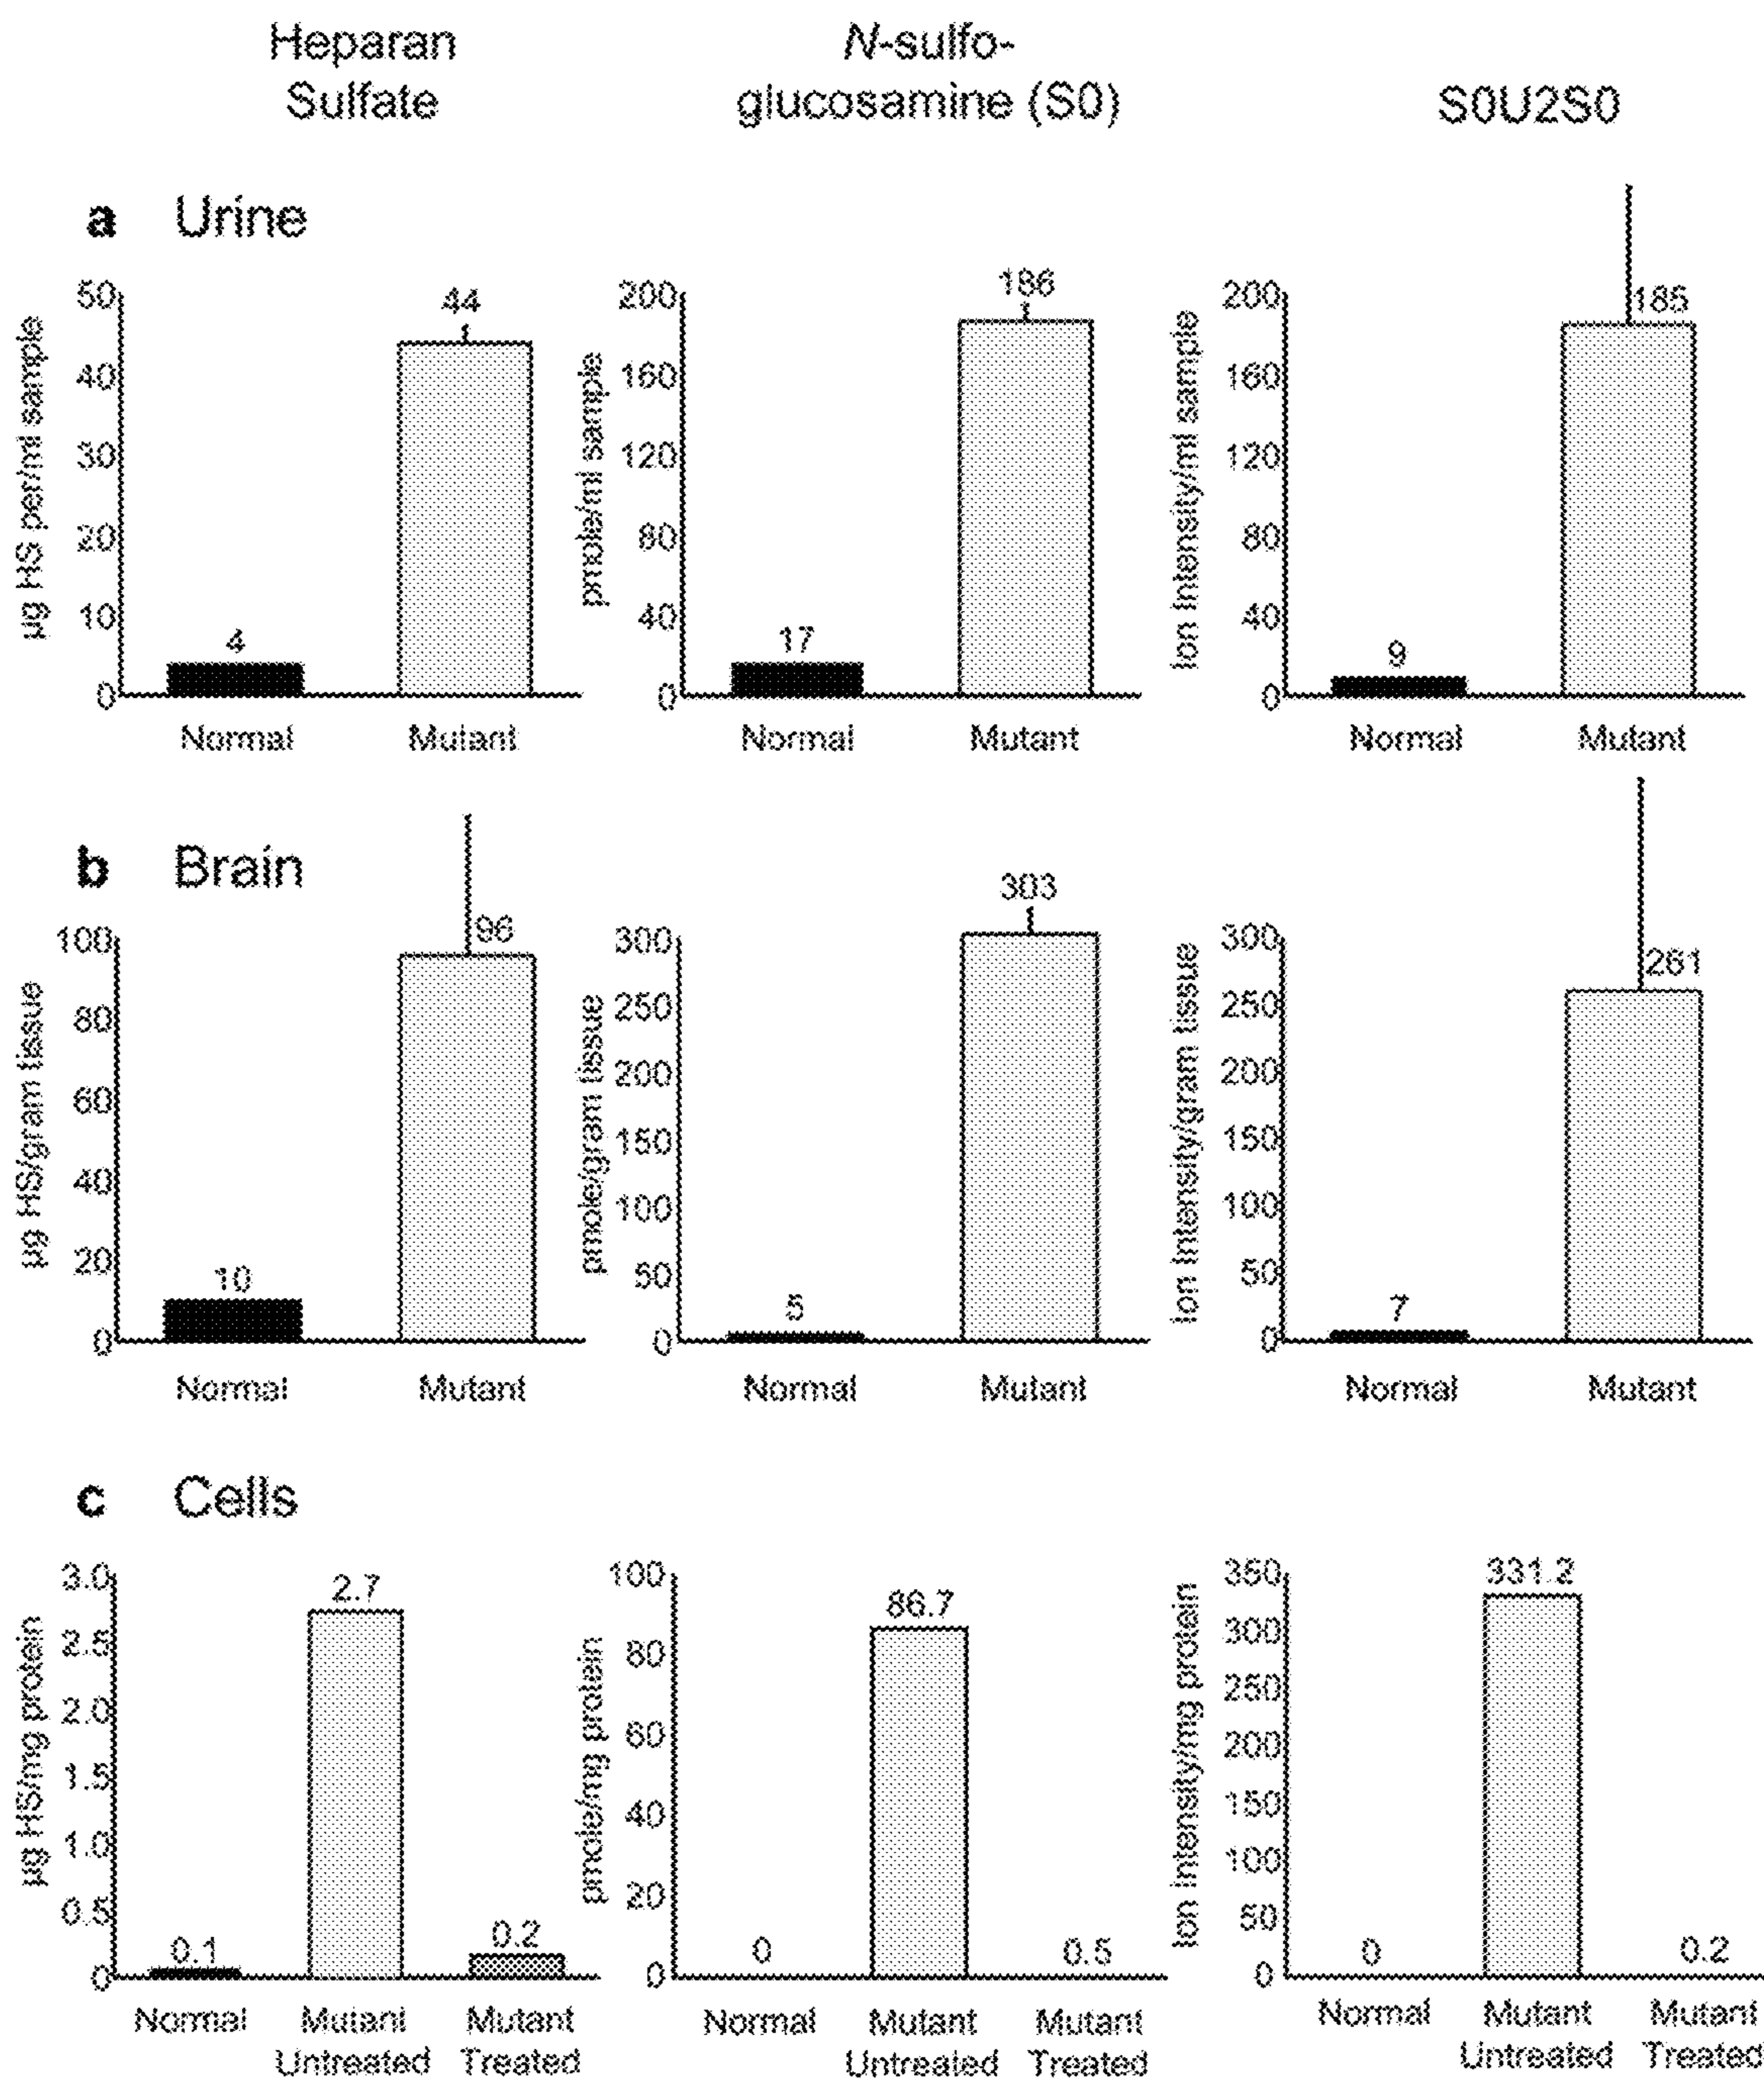 Heparan
Sulfate
N-sulfo-
glucosamine (S0)
S0U2S0
a Urine
µg HS per/ml sample
50
40
30
20
10
0
4
44
Normal
Mutant
pmole/ml sample
200
160
120
80
40
0
17
186
Normal
Mutant
Ion Intensity/ml sample
200
160
120
80
40
0
9
185
Normal
Mutant
b Brain
µg HS/gram tissue
100
80
60
40
20
0
10
96
Normal
Mutant
pmole/gram tissue
300
250
200
150
100
50
0
5
303
Normal
Mutant
Ion Intensity/gram tissue
300
250
200
150
100
50
0
7
261
Normal
Mutant
c Cells
µg HS/mg protein
3.0
2.5
2.0
1.5
1.0
0.5
0
0.1
2.7
0.2
Normal
Mutant
Untreated
Mutant
Treated
pmole/mg protein
100
80
60
40
20
0
0
86.7
0.5
Normal
Mutant
Untreated
Mutant
Treated
Ion Intensity/mg protein
350
300
250
200
150
100
50
0
0
331.2
0.2
Normal
Mutant
Untreated
Mutant
Treated